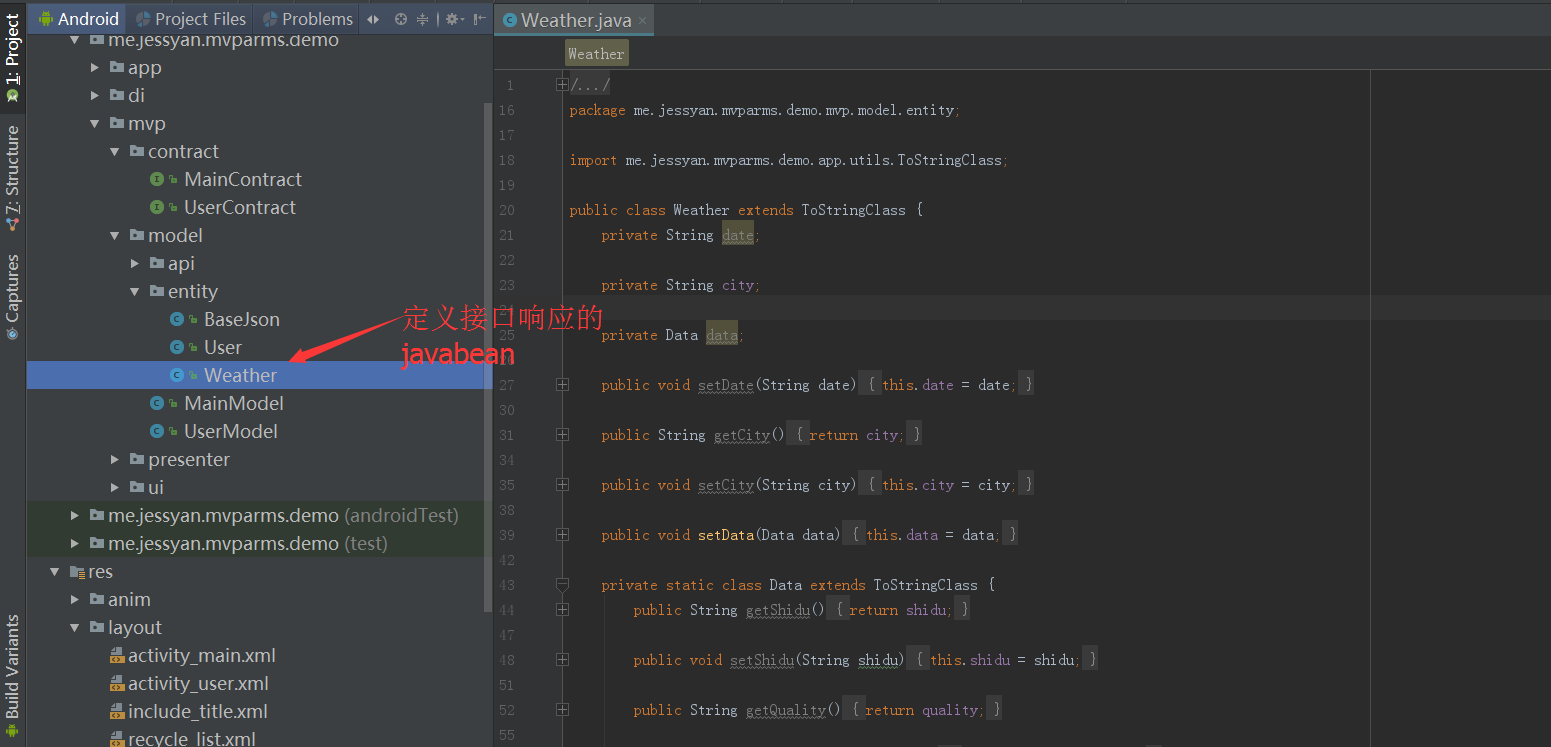 Android
Project Files
Problems
Weather.java
1: Project
7: Structure
Captures
Build Variants
me.jessyan.mvparms.demo
app
di
mvp
contract
MainContract
UserContract
model
api
entity
BaseJson
User
Weather
MainModel
UserModel
presenter
ui
me.jessyan.mvparms.demo (androidTest)
me.jessyan.mvparms.demo (test)
res
anim
layout
activity_main.xml
activity_user.xml
include_title.xml
recycle_list.xml
定义接口响应的
javabean
Weather
1 /.../
16 package me.jessyan.mvparms.demo.mvp.model.entity;
17
18 import me.jessyan.mvparms.demo.app.utils.ToStringClass;
19
20 public class Weather extends ToStringClass {
21 private String date;
22
23 private String city;
24
25 private Data data;
27 public void setDate(String date) { this.date = date; }
30
31 public String getCity() { return city; }
34
35 public void setCity(String city) { this.city = city; }
38
39 public void setData(Data data) { this.data = data; }
42
43 private static class Data extends ToStringClass {
44 public String getShidu() { return shidu; }
47
48 public void setShidu(String shidu) { this.shidu = shidu; }
51
52 public String getQuality() { return quality; }
55